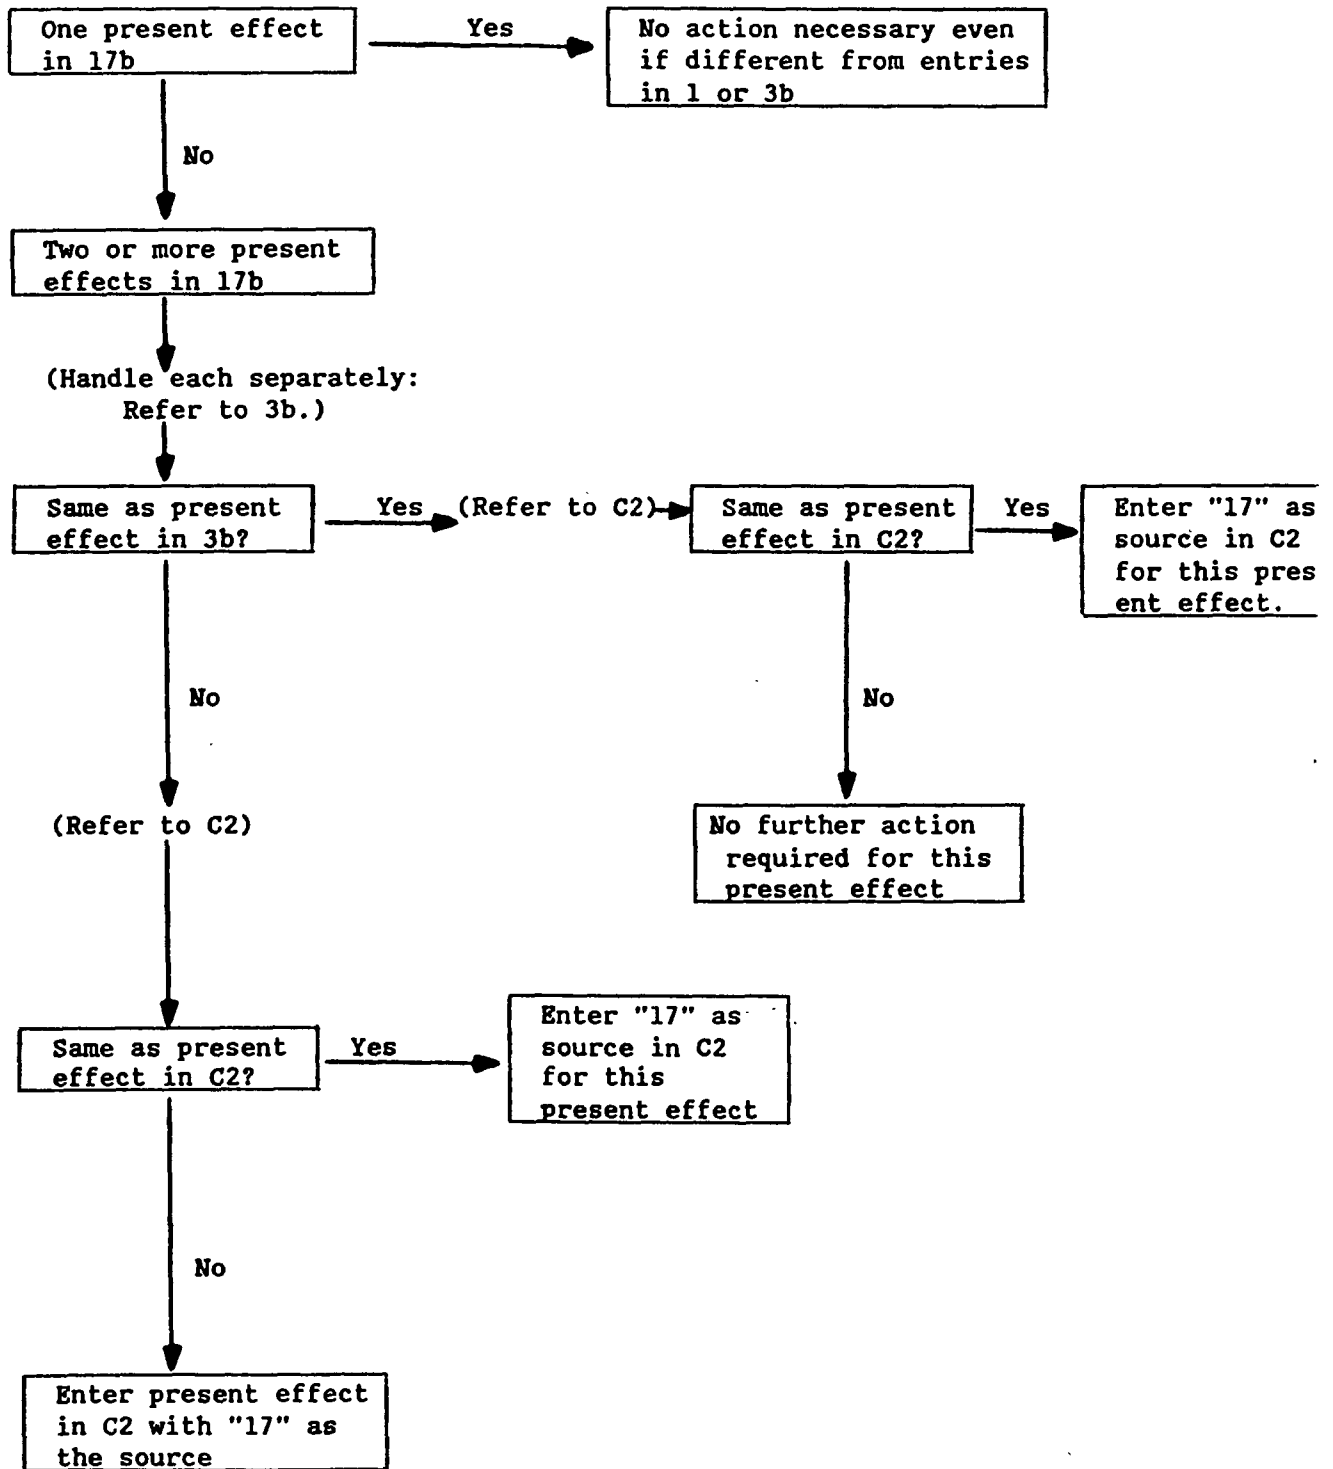 One present effect
in 17b
Yes
No action necessary even
if different from entries
in 1 or 3b
No
Two or more present
effects in 17b
(Handle each separately:
Refer to 3b.)
Same as present
effect in 3b?
Yes
(Refer to C2)
Same as present
effect in C2?
Yes
Enter "17" as
source in C2
for this pres
ent effect.
No
No
(Refer to C2)
No further action
required for this
present effect
Same as present
effect in C2?
Yes
Enter "17" as
source in C2
for this
present effect
No
Enter present effect
in C2 with "17" as
the source